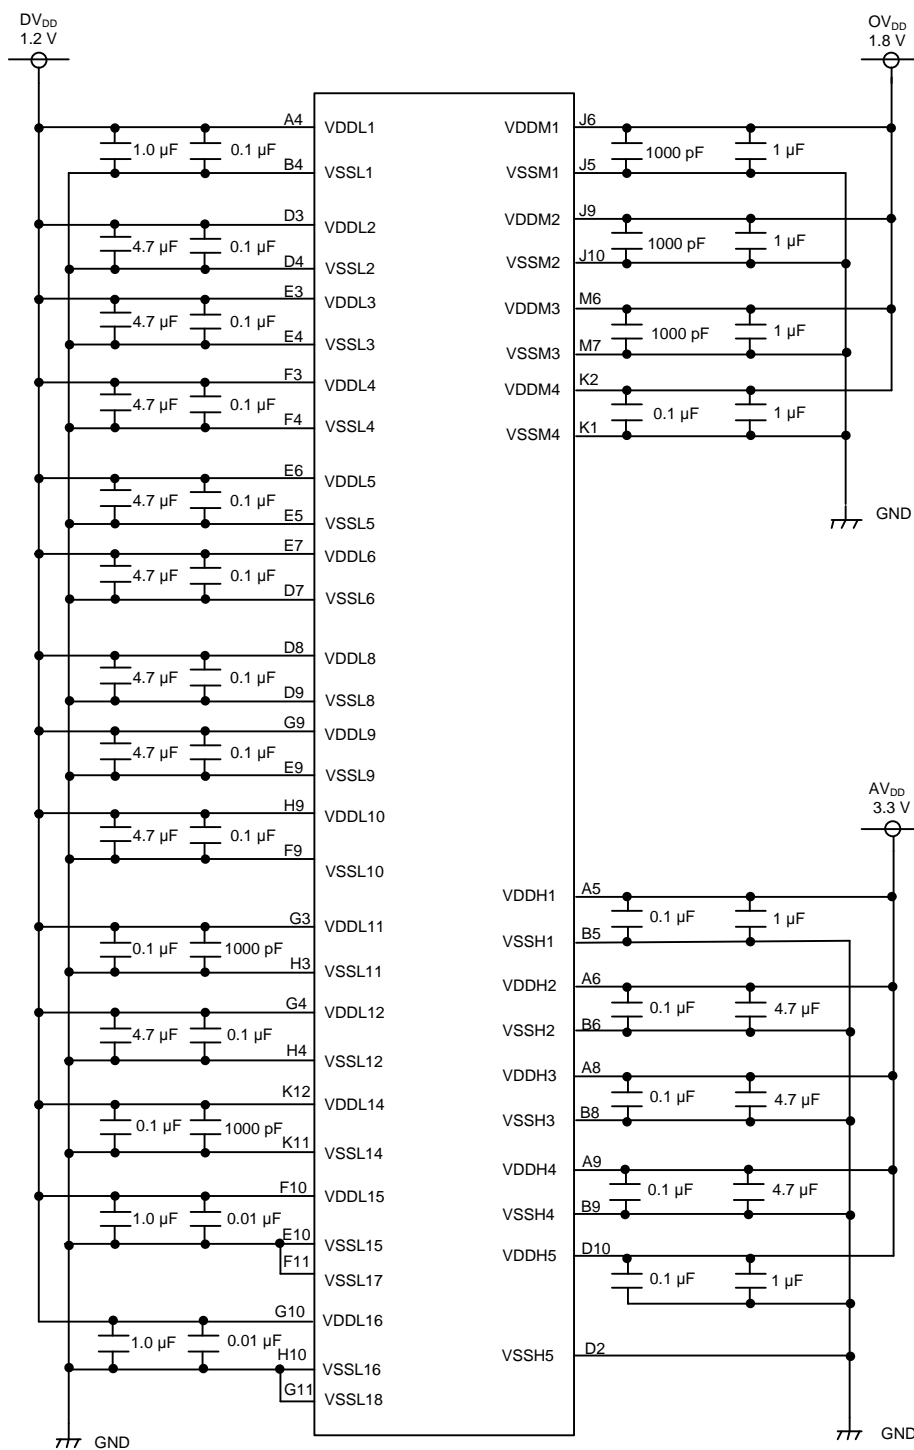 DVDD
1.2 V
OVDD
1.8 V
A4 VDDL1
1.0 µF 0.1 µF
B4 VSSL1
D3 VDDL2
4.7 µF 0.1 µF
D4 VSSL2
E3 VDDL3
4.7 µF 0.1 µF
E4 VSSL3
F3 VDDL4
4.7 µF 0.1 µF
F4 VSSL4
E6 VDDL5
4.7 µF 0.1 µF
E5 VSSL5
E7 VDDL6
4.7 µF 0.1 µF
D7 VSSL6
D8 VDDL8
4.7 µF 0.1 µF
D9 VSSL8
G9 VDDL9
4.7 µF 0.1 µF
E9 VSSL9
H9 VDDL10
4.7 µF 0.1 µF
F9 VSSL10
G3 VDDL11
0.1 µF 1000 pF
H3 VSSL11
G4 VDDL12
4.7 µF 0.1 µF
H4 VSSL12
K12 VDDL14
0.1 µF 1000 pF
K11 VSSL14
F10 VDDL15
1.0 µF 0.01 µF
E10 VSSL15
F11 VSSL17
G10 VDDL16
1.0 µF 0.01 µF
H10 VSSL16
G11 VSSL18
GND
VDDM1 J6
1000 pF 1 µF
VSSM1 J5
VDDM2 J9
1000 pF 1 µF
VSSM2 J10
VDDM3 M6
1000 pF 1 µF
VSSM3 M7
VDDM4 K2
0.1 µF 1 µF
VSSM4 K1
GND
AVDD
3.3 V
VDDH1 A5
0.1 µF 1 µF
VSSH1 B5
VDDH2 A6
0.1 µF 4.7 µF
VSSH2 B6
VDDH3 A8
0.1 µF 4.7 µF
VSSH3 B8
VDDH4 A9
0.1 µF 4.7 µF
VSSH4 B9
VDDH5 D10
0.1 µF 1 µF
VSSH5 D2
GND